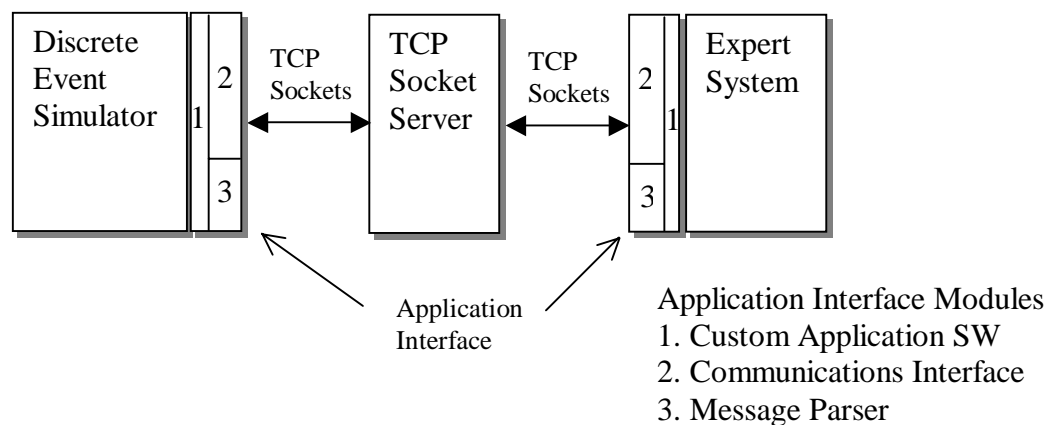 Discrete
Event
Simulator
1
2
3
TCP
Sockets
TCP
Socket
Server
TCP
Sockets
2
3
1
Expert
System
Application
Interface
Application Interface Modules
1. Custom Application SW
2. Communications Interface
3. Message Parser